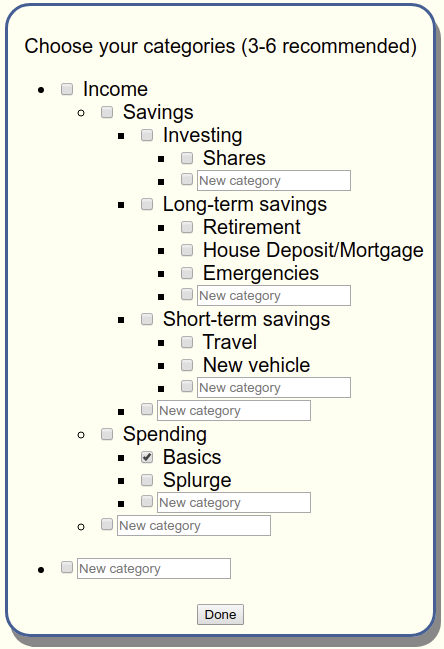 Choose your categories (3-6 recommended)
Income
Savings
Investing
Shares
New category
Long-term savings
Retirement
House Deposit/Mortgage
Emergencies
New category
Short-term savings
Travel
New vehicle
New category
New category
Spending
Basics
Splurge
New category
New category
New category
Done